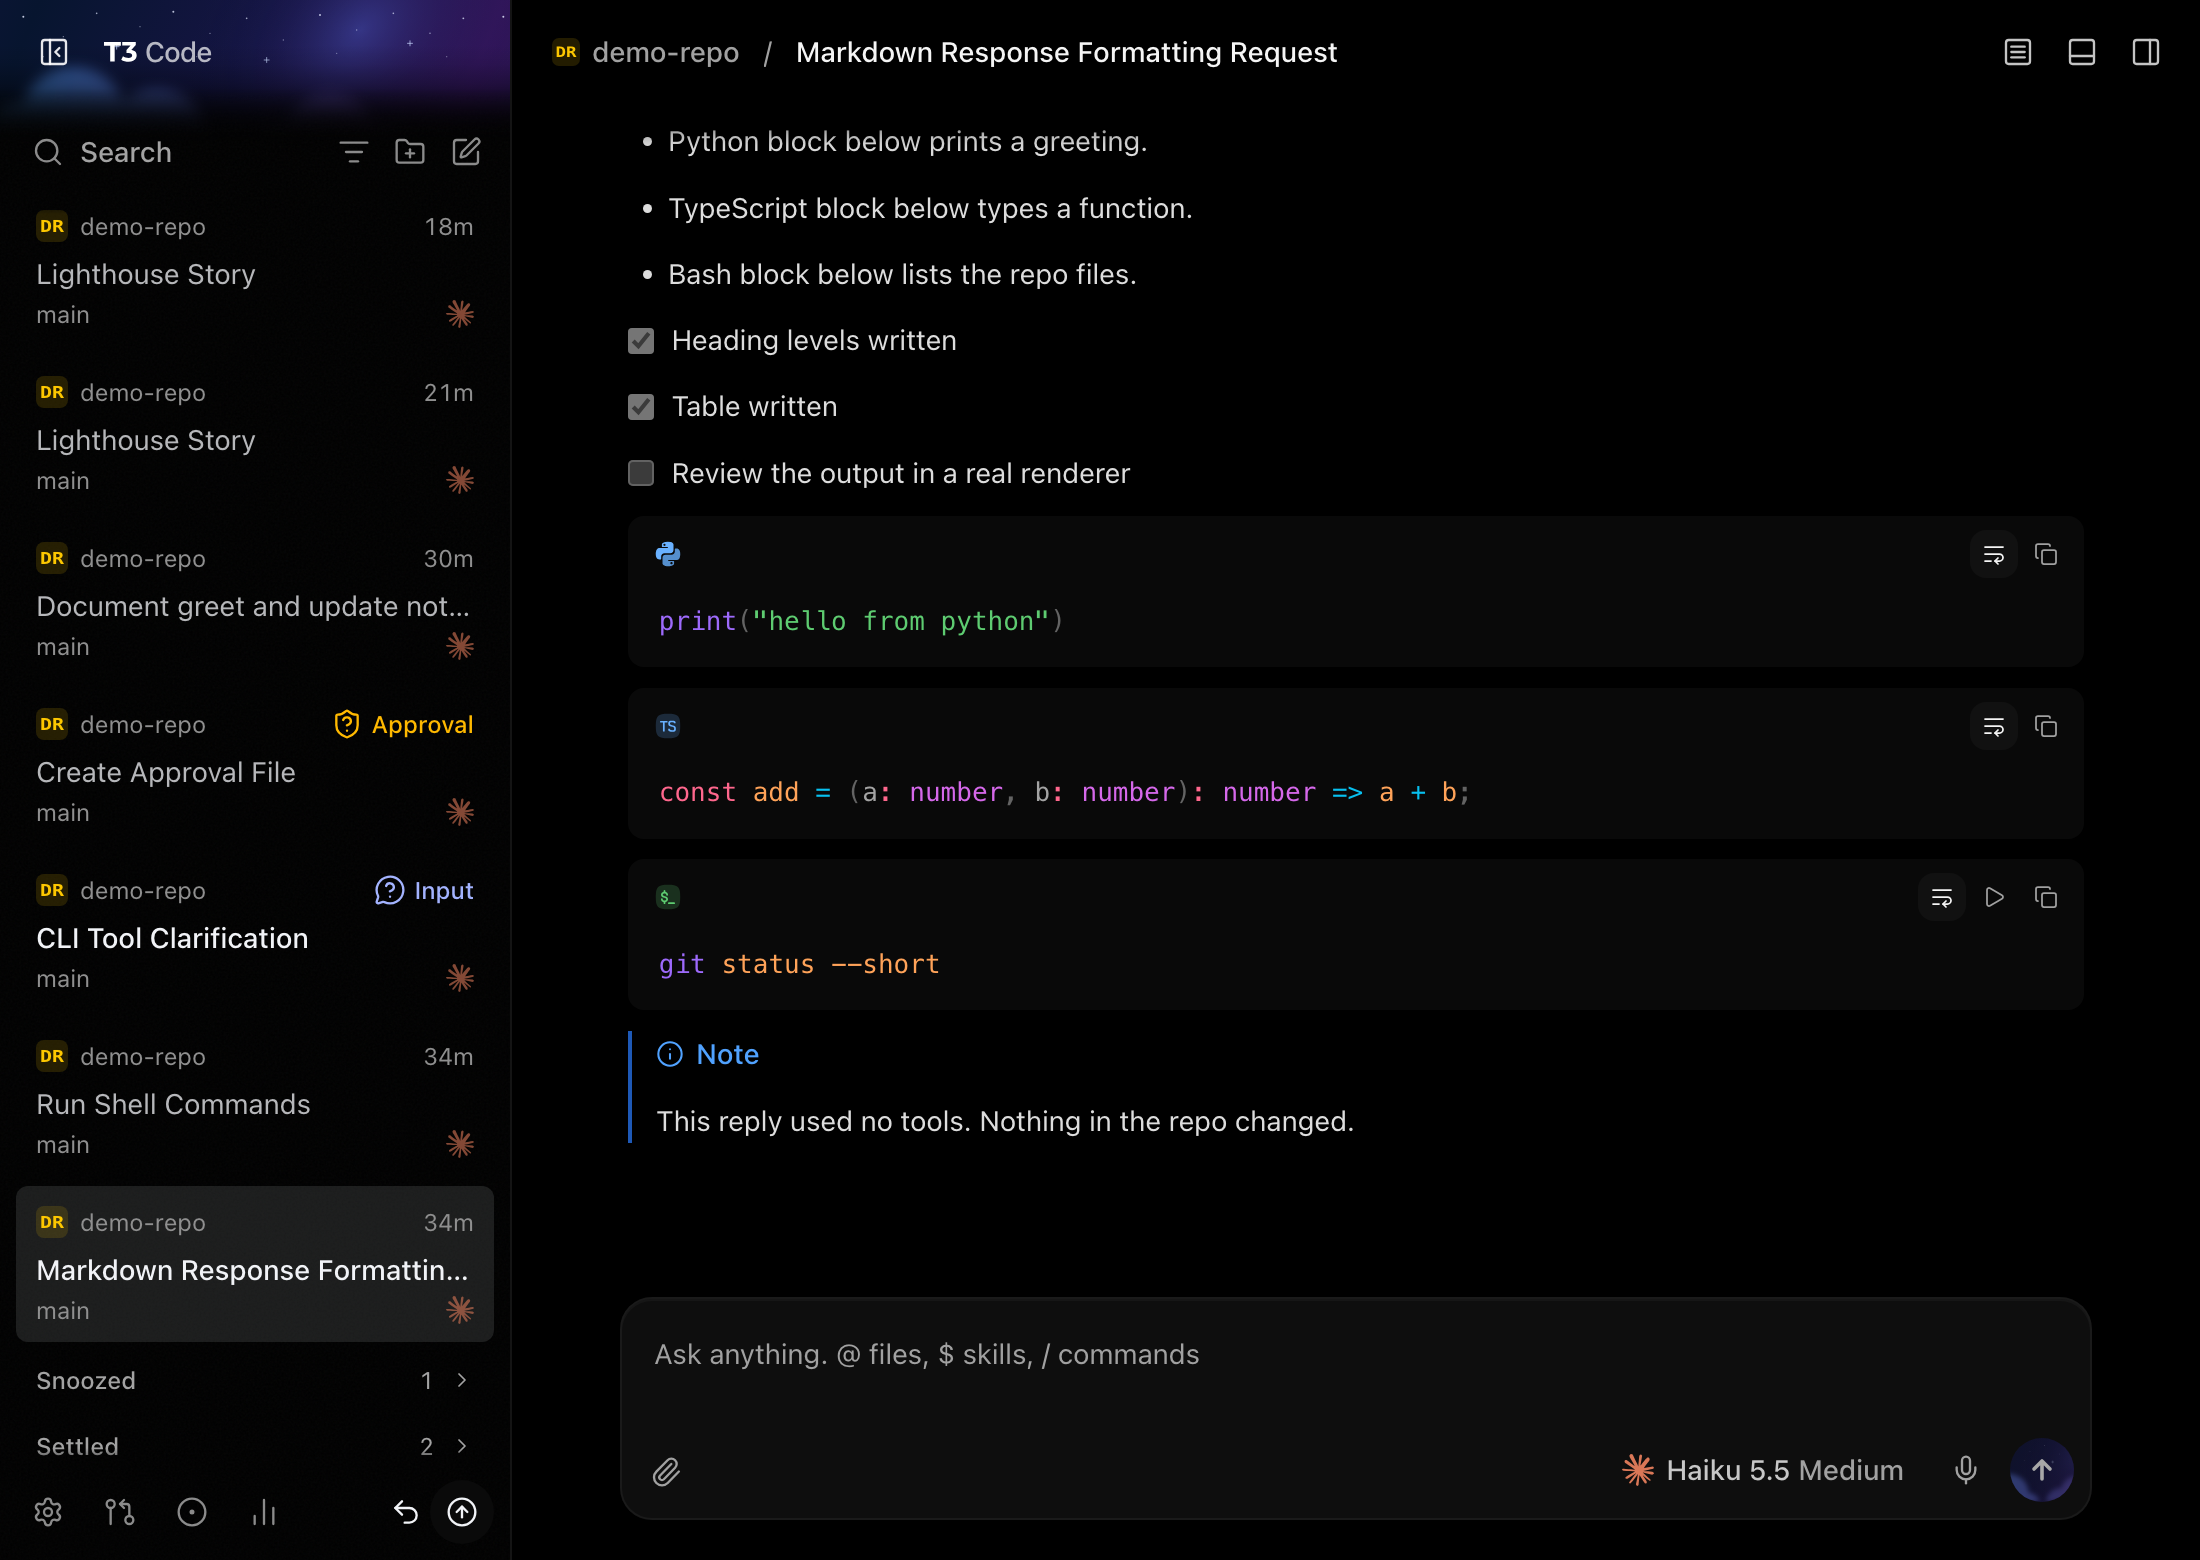 T3 Code
Search
DR demo-repo 18m
Lighthouse Story
main
DR demo-repo 21m
Lighthouse Story
main
DR demo-repo 30m
Document greet and update not...
main
DR demo-repo Approval
Create Approval File
main
DR demo-repo Input
CLI Tool Clarification
main
DR demo-repo 34m
Run Shell Commands
main
DR demo-repo 34m
Markdown Response Formattin...
main
Snoozed 1
Settled 2
DR demo-repo / Markdown Response Formatting Request
• Python block below prints a greeting.
• TypeScript block below types a function.
• Bash block below lists the repo files.
Heading levels written
Table written
Review the output in a real renderer
print("hello from python")
TS
const add = (a: number, b: number): number => a + b;
$_
git status --short
Note
This reply used no tools. Nothing in the repo changed.
Ask anything. @ files, $ skills, / commands
Haiku 5.5 Medium